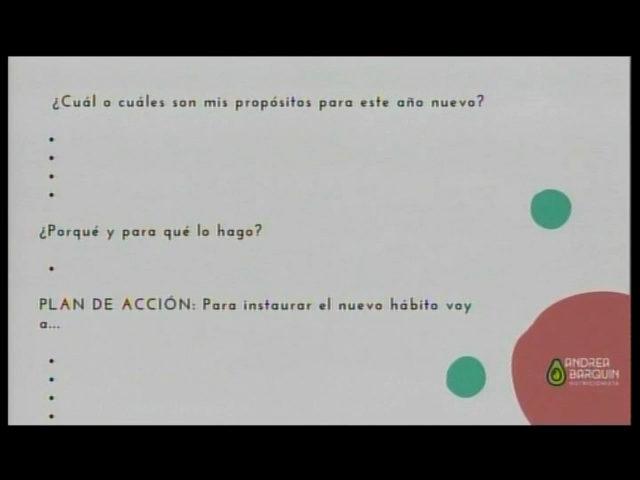 ¿Cuál o cuáles son mis propósitos para este año nuevo?
¿Porqué y para qué lo hago?
PLAN DE ACCIÓN: Para instaurar el nuevo hábito voy
a...
ANDREA
BARQUIN
NUTRICIONISTA